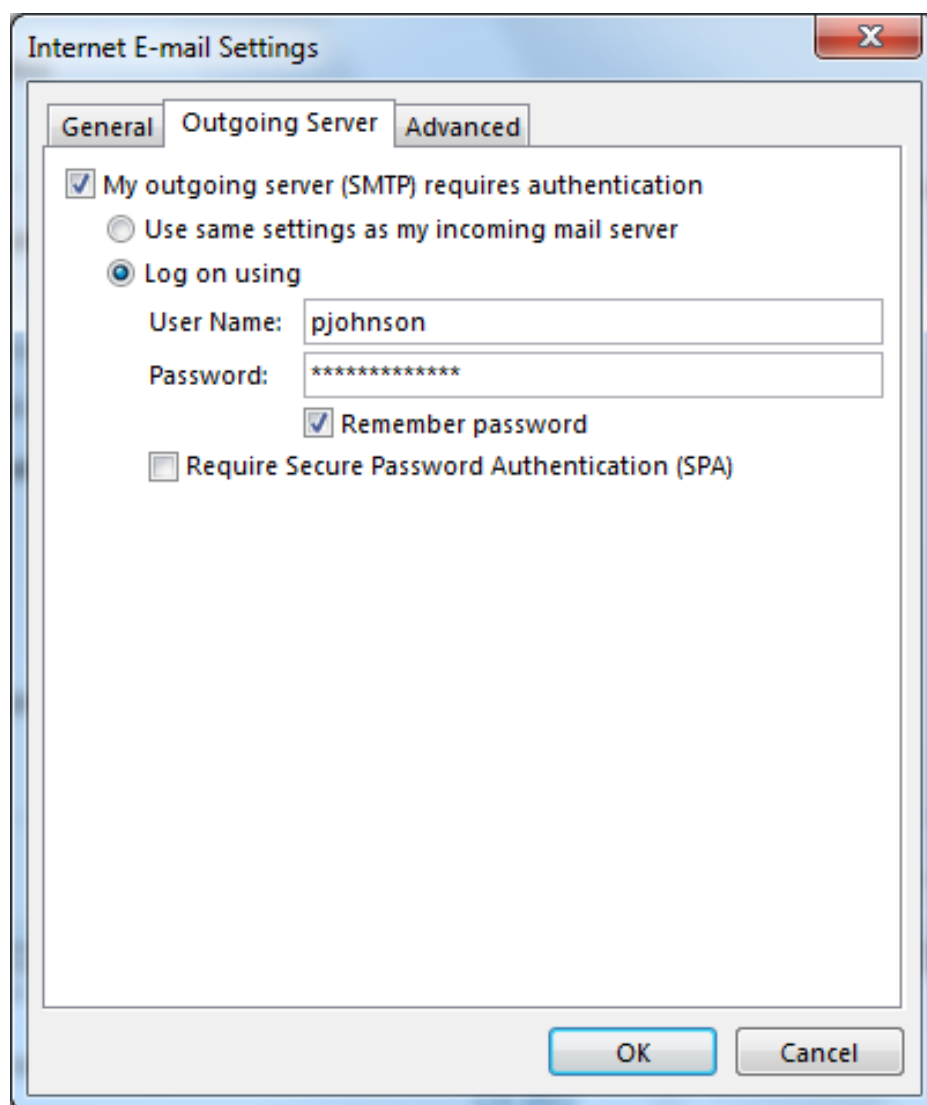 Internet E-mail Settings
General Outgoing Server Advanced
My outgoing server (SMTP) requires authentication
Use same settings as my incoming mail server
Log on using
User Name: pjohnson
Password: *************
Remember password
Require Secure Password Authentication (SPA)
OK Cancel